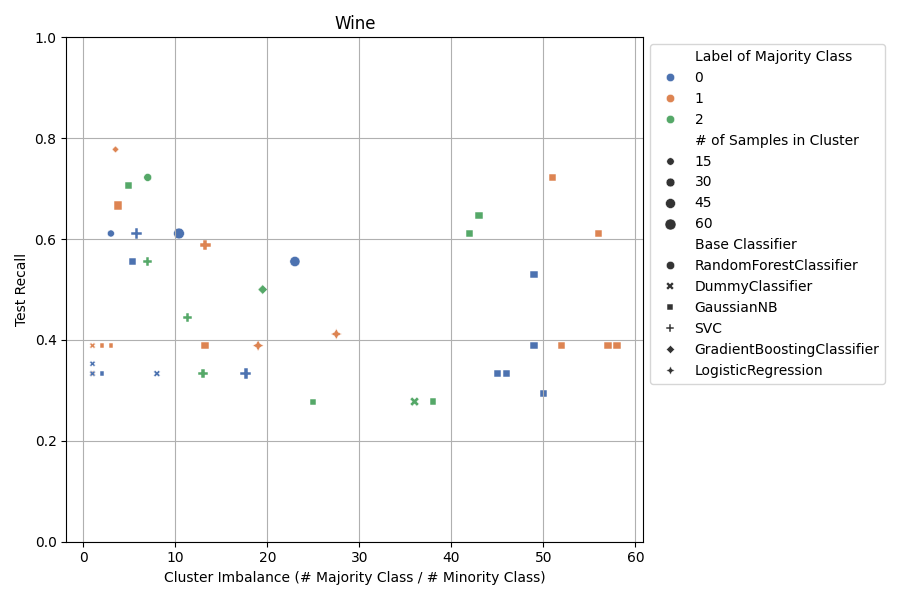 Wine
1.0
0.8
0.6
0.4
0.2
0.0
Test Recall
0
10
20
30
40
50
60
Cluster Imbalance (# Majority Class / # Minority Class)
Label of Majority Class
0
1
2
# of Samples in Cluster
15
30
45
60
Base Classifier
RandomForestClassifier
DummyClassifier
GaussianNB
SVC
GradientBoostingClassifier
LogisticRegression